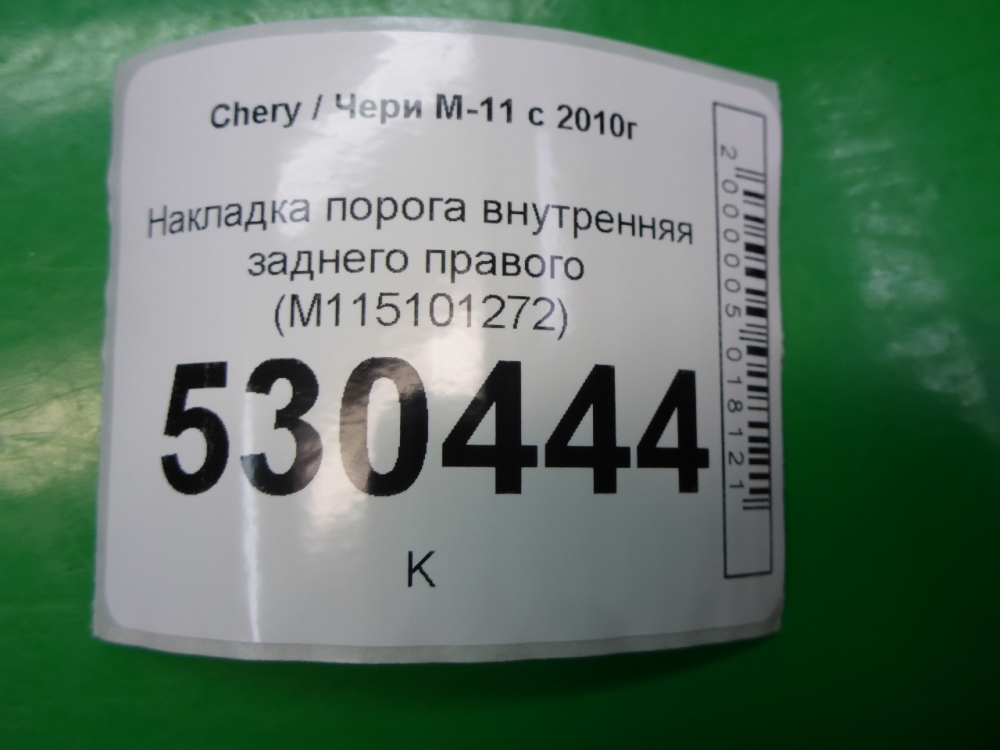 Chery / Чери М-11 с 2010г
Накладка порога внутренняя
заднего правого
(M115101272)
530444
К
2000005018121